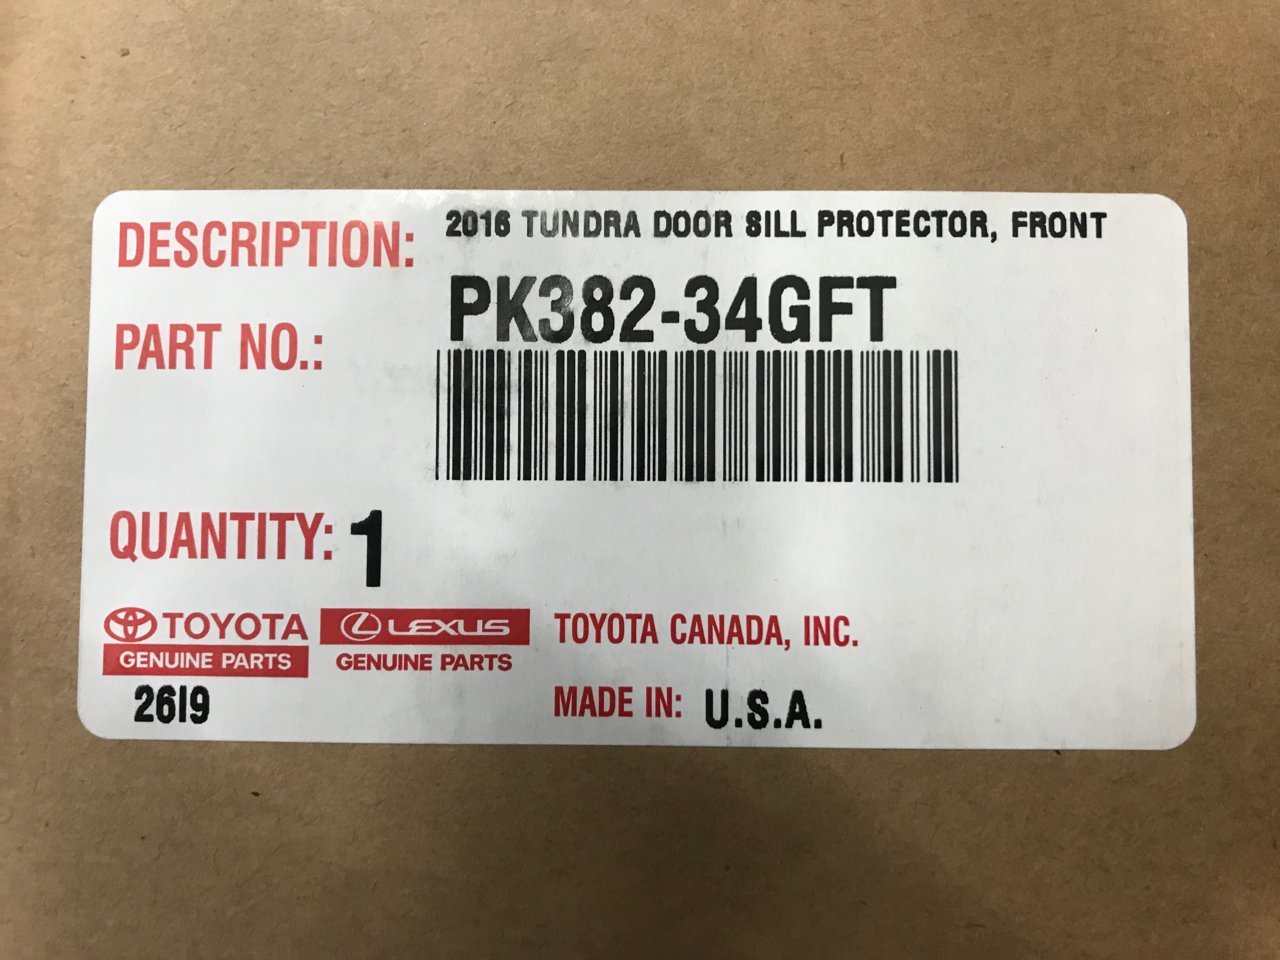 DESCRIPTION: 2016 TUNDRA DOOR SILL PROTECTOR, FRONT
PART NO.: PK382-34GFT
QUANTITY: 1
TOYOTA LEXUS TOYOTA CANADA, INC.
GENUINE PARTS GENUINE PARTS
26I9 MADE IN: U.S.A.